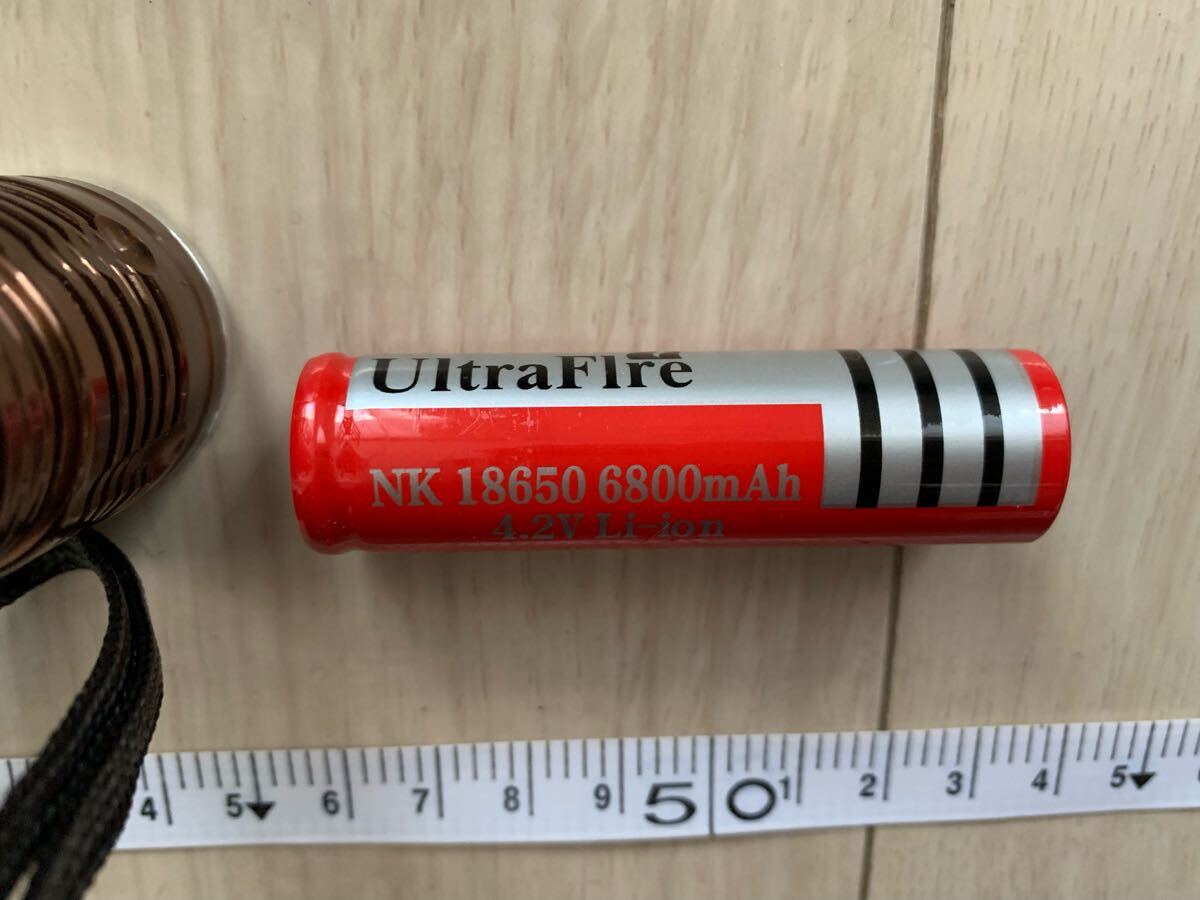 UltraFire
NK 18650 6800mAh
4.2V Li-ion
4 5 6 7 8 9 50 1 2 3 4 5